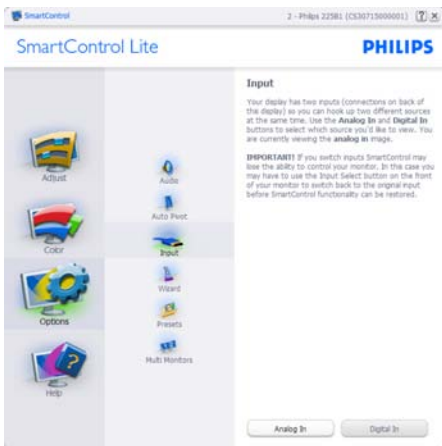 SmartControl
2 - Philips 225B1 (CS30715000001)
SmartControl Lite
PHILIPS
Adjust
Color
Options
Help
Audio
Auto Pivot
Input
Wizard
Presets
Multi Monitors
Input
Your display has two inputs (connections on back of
the display) so you can hook up two different sources
at the same time. Use the Analog In and Digital In
buttons to select which source you'd like to view. You
are currently viewing the analog in image.
IMPORTANT! If you switch inputs SmartControl may
lose the ability to control your monitor. In that case you
may have to use the Input Select button on the front
of your monitor to switch back to the original input
before SmartControl functionality can be restored.
Analog In
Digital In